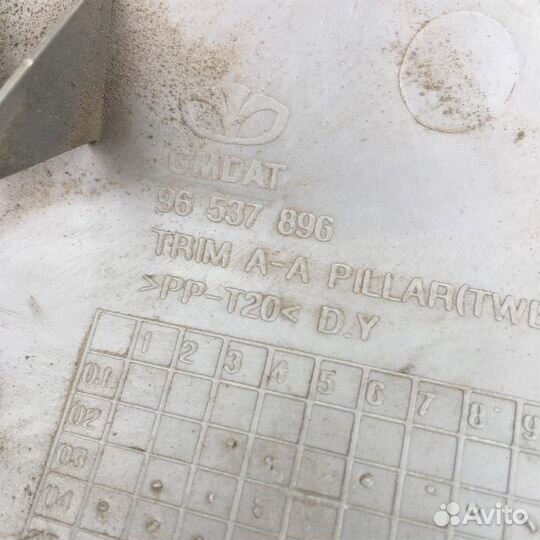 GMDAT
96 537 896
TRIM A-A PILLAR(TWE
>PP-T20< D.Y
1 2 3 4 5 6 7 8 9
01
02
03
04
Avito